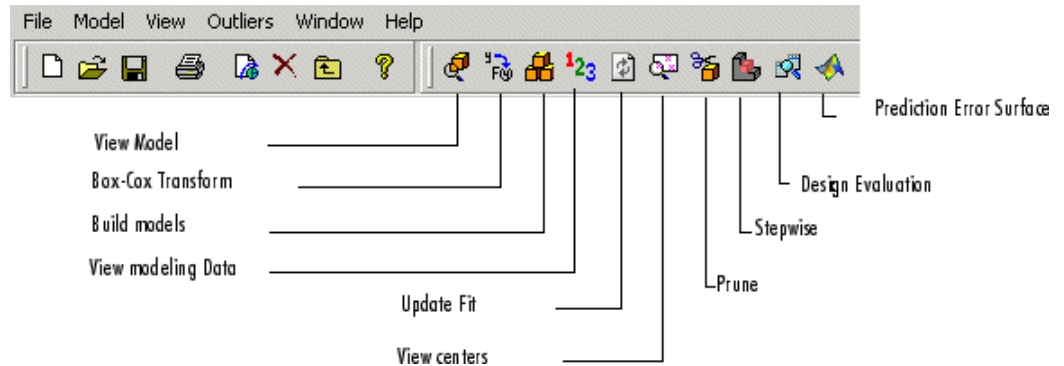 File Model View Outliers Window Help
y F(y) 123
Prediction Error Surface
View Model
Box-Cox Transform
Design Evaluation
Build models
Stepwise
View modeling Data
Prune
Update Fit
View centers